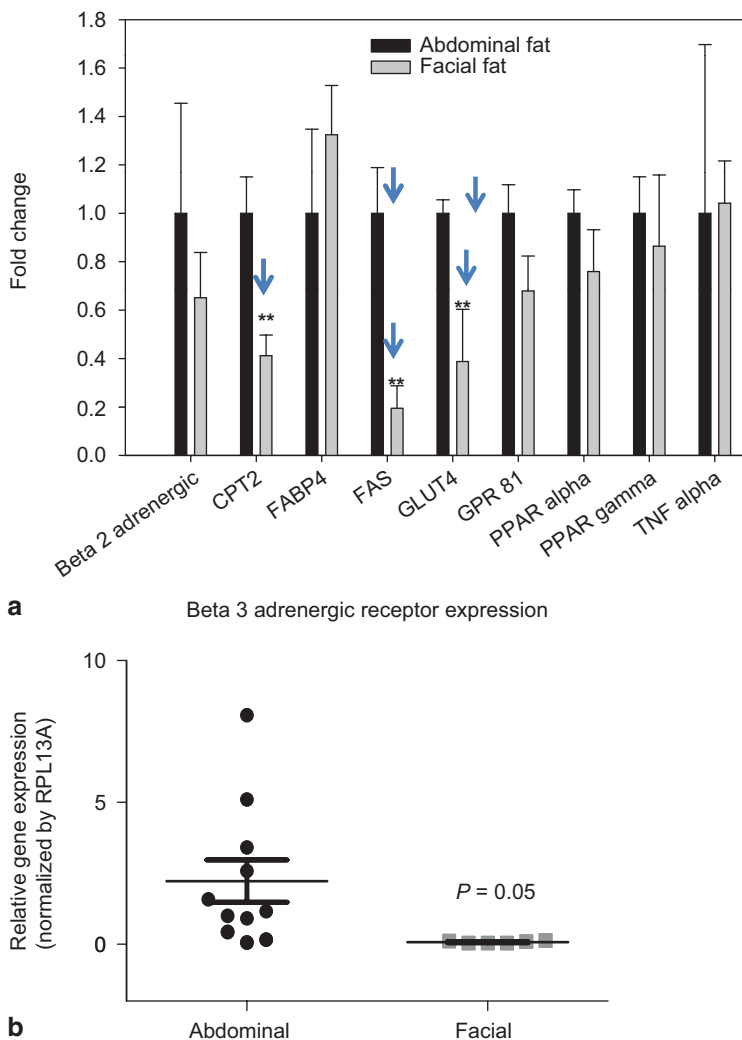 1.8
1.6
1.4
1.2
1.0
0.8
0.6
0.4
0.2
0.0
Fold change
Abdominal fat
Facial fat
**
**
**
Beta 2 adrenergic
CPT2
FABP4
FAS
GLUT4
GPR 81
PPAR alpha
PPAR gamma
TNF alpha
a
Beta 3 adrenergic receptor expression
10
5
0
Relative gene expression
(normalized by RPL13A)
P = 0.05
Abdominal
Facial
b